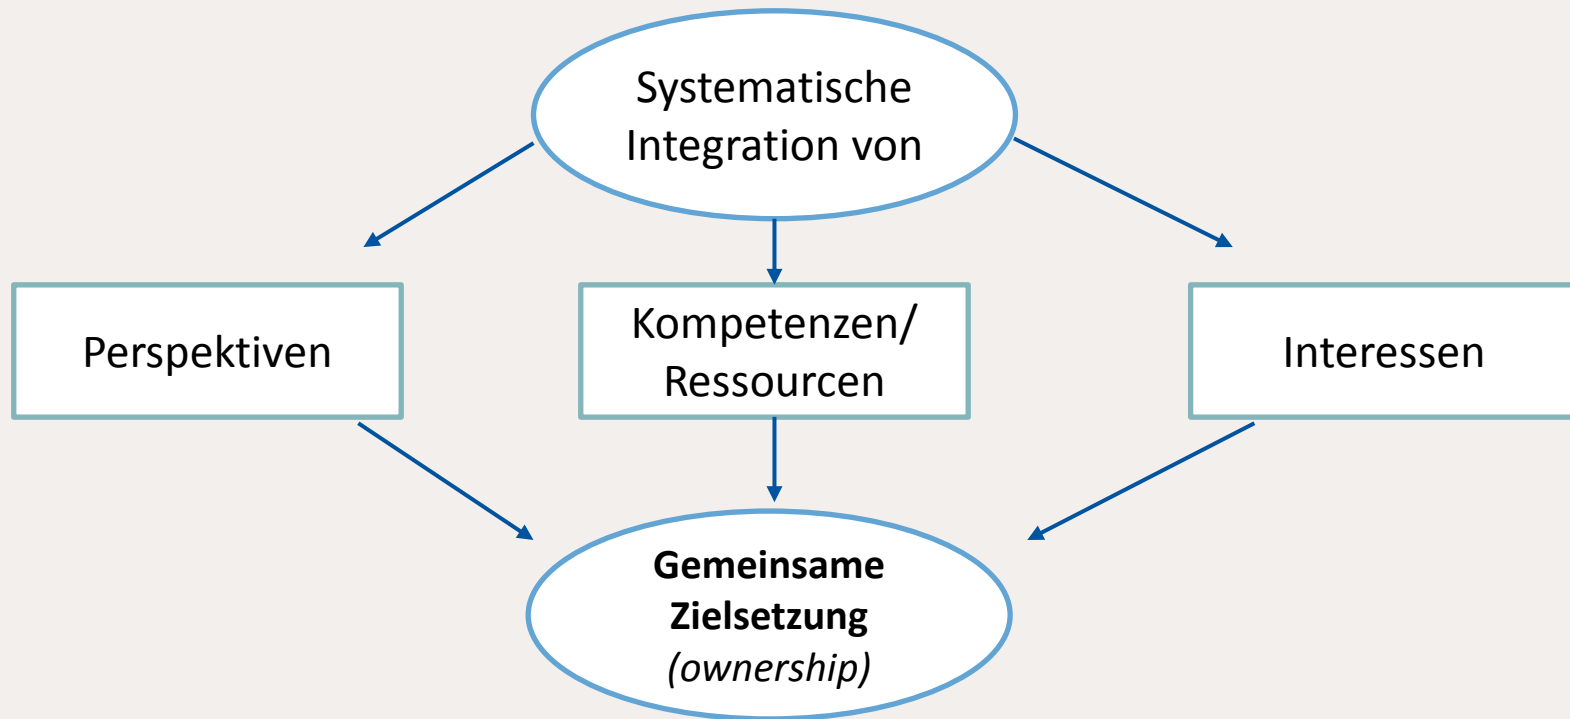 Systematische
Integration von
Perspektiven
Kompetenzen/
Ressourcen
Interessen
Gemeinsame
Zielsetzung
(ownership)